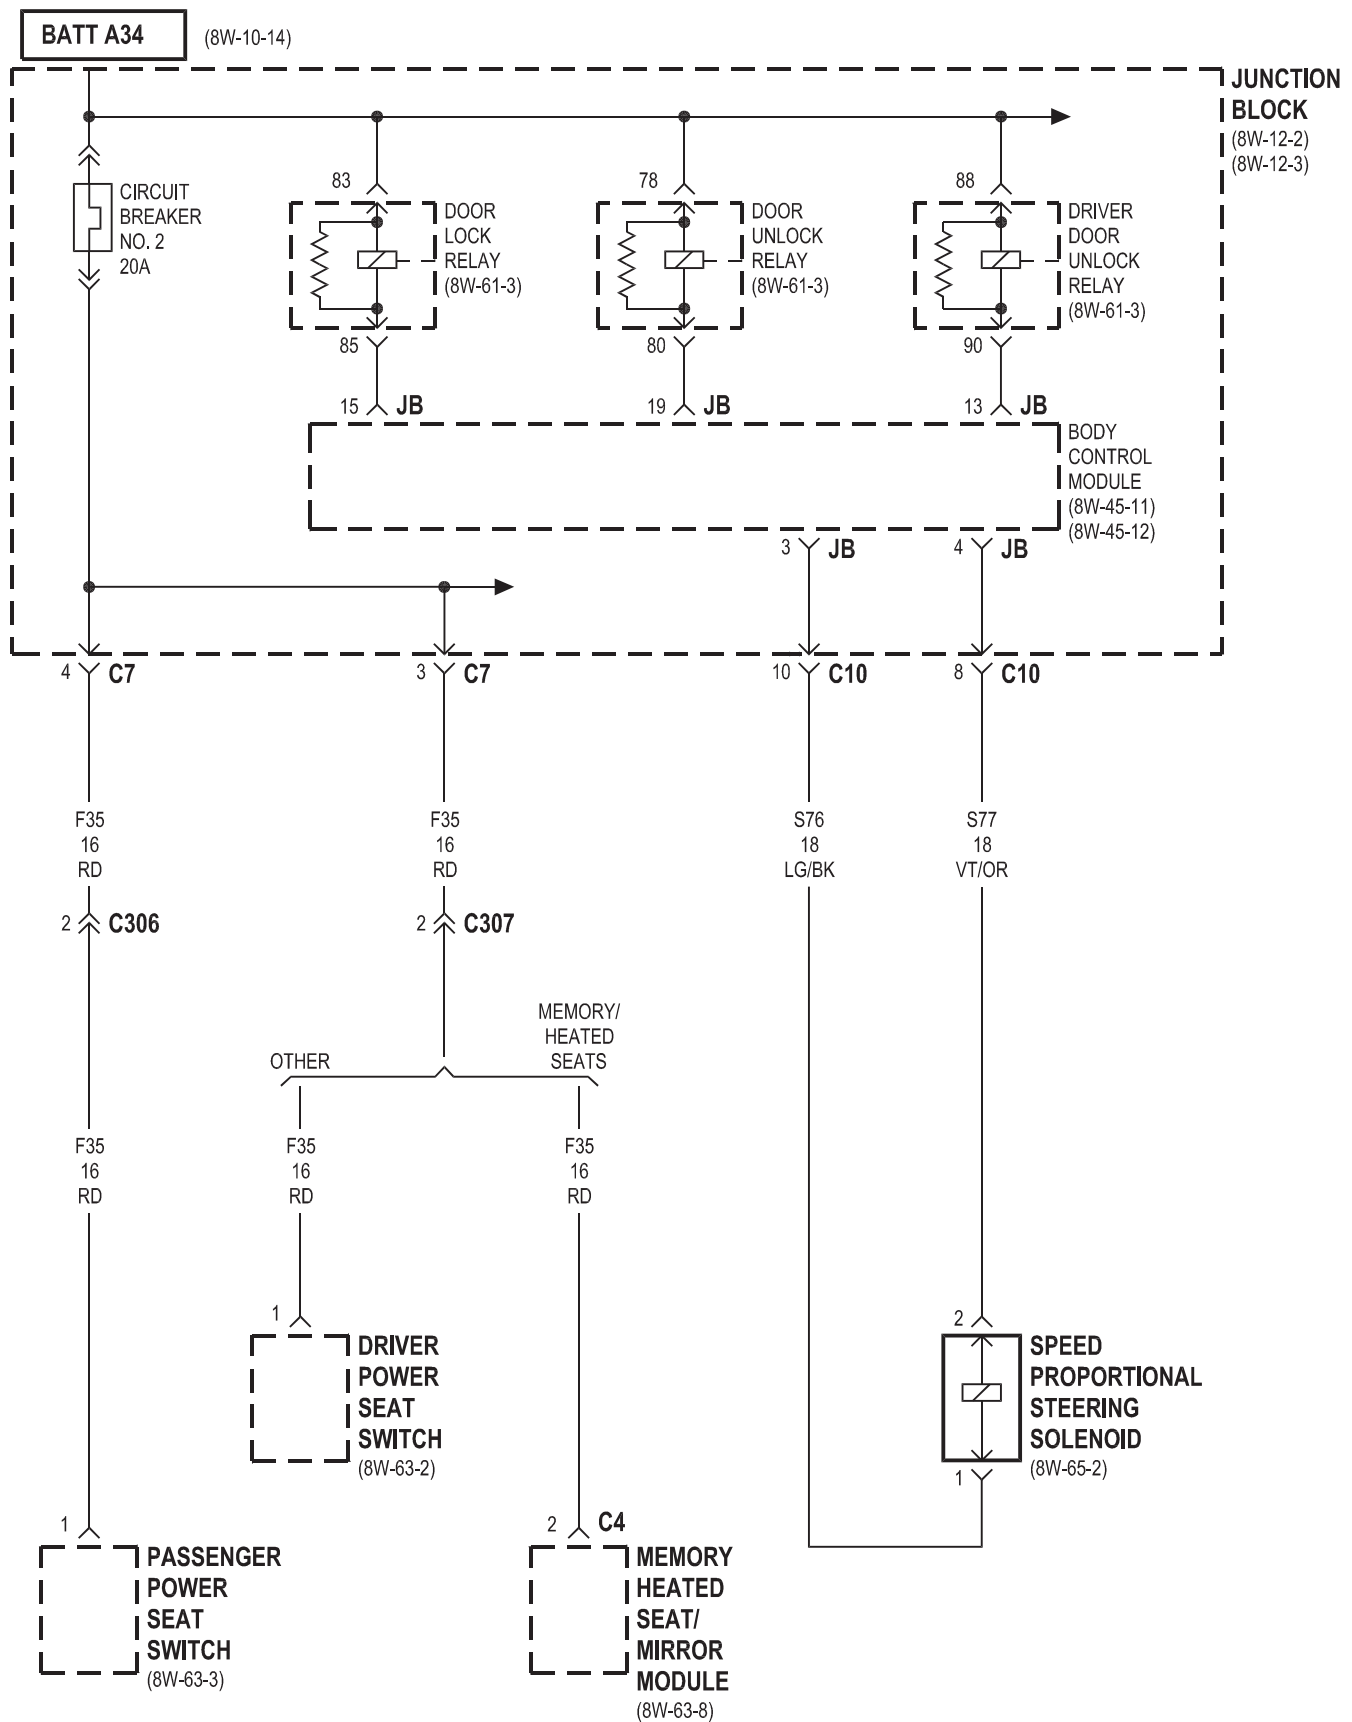 BATT A34
(8W-10-14)
JUNCTION
BLOCK
(8W-12-2)
(8W-12-3)
CIRCUIT
BREAKER
NO. 2
20A
83
DOOR
LOCK
RELAY
(8W-61-3)
85
15
JB
78
DOOR
UNLOCK
RELAY
(8W-61-3)
80
19
JB
88
DRIVER
DOOR
UNLOCK
RELAY
(8W-61-3)
90
13
JB
BODY
CONTROL
MODULE
(8W-45-11)
(8W-45-12)
3
JB
4
JB
4
C7
3
C7
10
C10
8
C10
F35
16
RD
F35
16
RD
S76
18
LG/BK
S77
18
VT/OR
2
C306
2
C307
OTHER
MEMORY/
HEATED
SEATS
F35
16
RD
F35
16
RD
F35
16
RD
1
DRIVER
POWER
SEAT
SWITCH
(8W-63-2)
2
SPEED
PROPORTIONAL
STEERING
SOLENOID
(8W-65-2)
1
1
PASSENGER
POWER
SEAT
SWITCH
(8W-63-3)
2
C4
MEMORY
HEATED
SEAT/
MIRROR
MODULE
(8W-63-8)